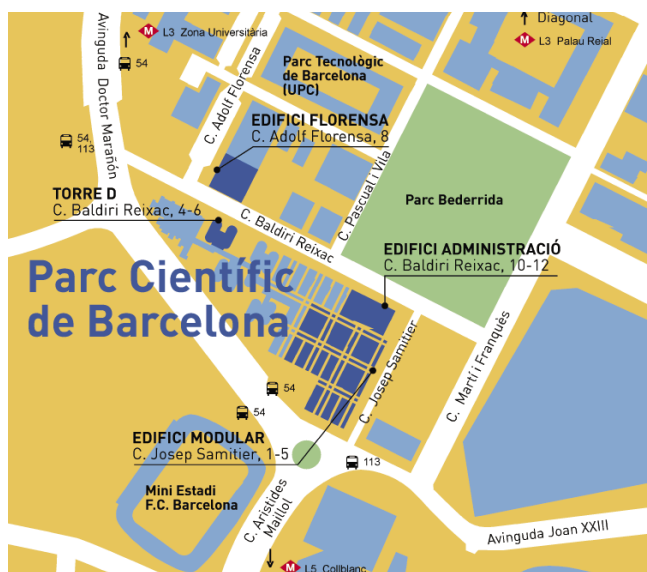 Avinguda Doctor Marañón
M L3 Zona Universitària
54
C. Adolf Florensa
Parc Tecnològic
de Barcelona
(UPC)
Diagonal
M L3 Palau Reial
54,
113
EDIFICI FLORENSA
C. Adolf Florensa, 8
C. Pascual i Vila
TORRE D
C. Baldiri Reixac, 4-6
C. Baldiri Reixac
Parc Bederrida
EDIFICI ADMINISTRACIÓ
C. Baldiri Reixac, 10-12
Parc Científic
de Barcelona
C. Josep Samitier
C. Martí i Franquès
54
54
EDIFICI MODULAR
C. Josep Samitier, 1-5
113
Mini Estadi
F.C. Barcelona
C. Aristides
Maillol
Avinguda Joan XXIII
M L5 Collblanc